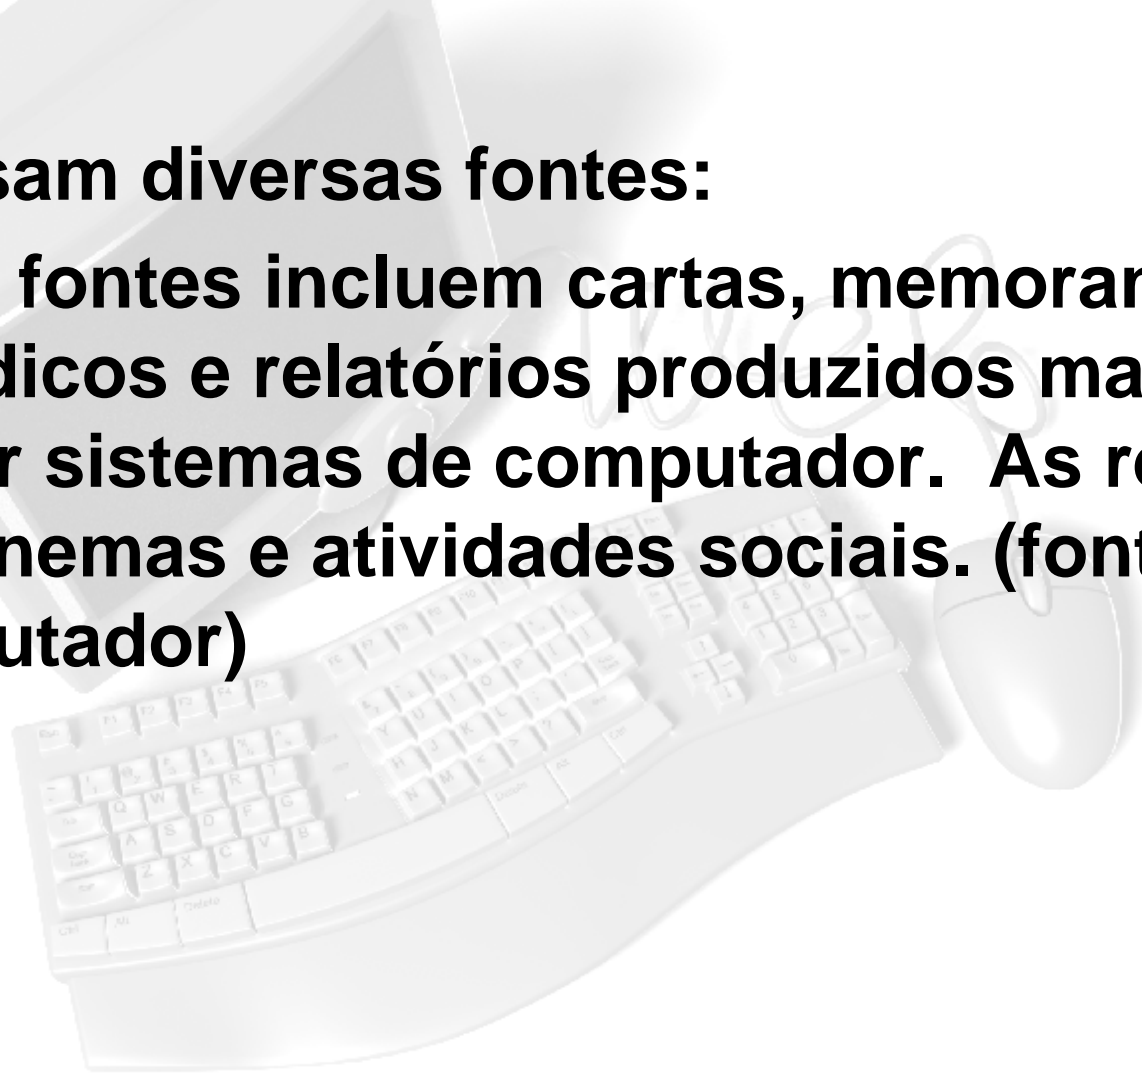 sam diversas fontes:
fontes incluem cartas, memoran
dicos e relatórios produzidos ma
r sistemas de computador. As re
nemas e atividades sociais. (font
utador)